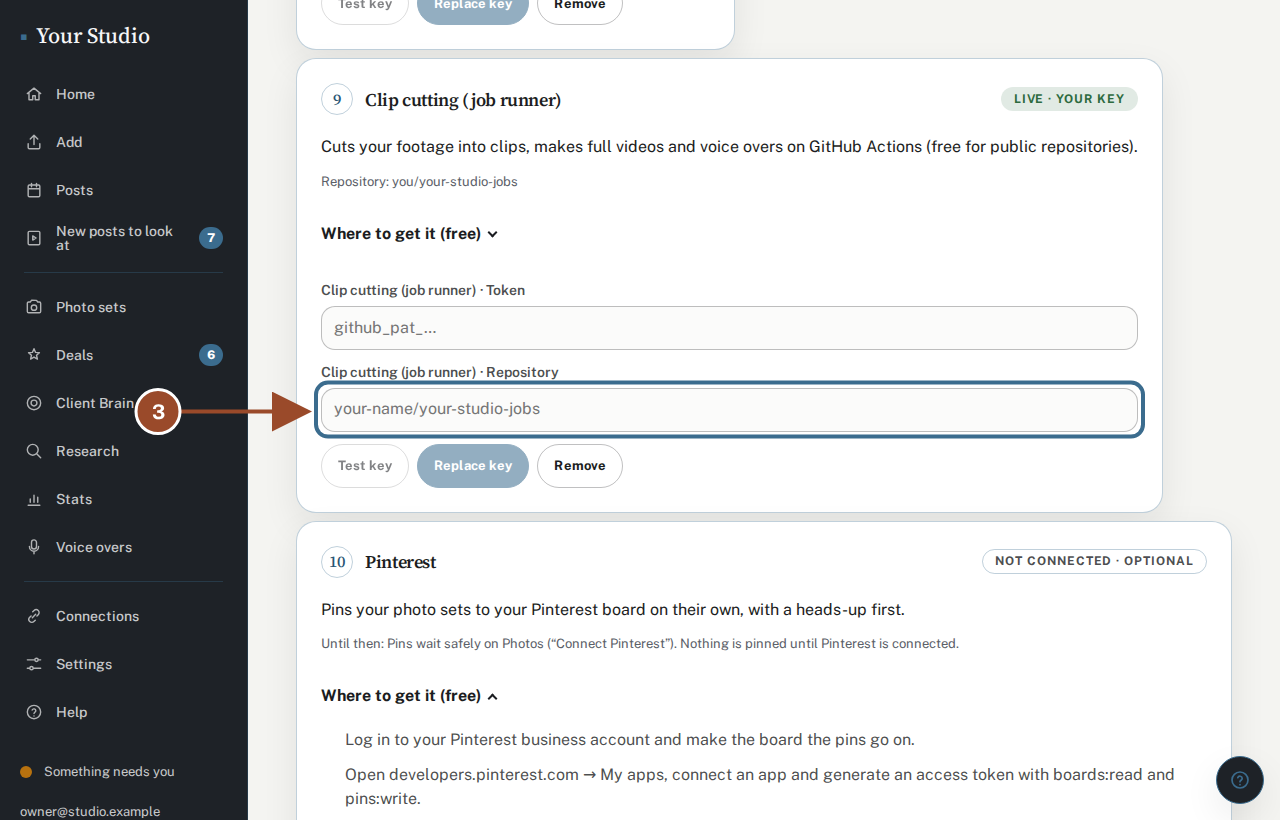 Your Studio
Home
Add
Posts
New posts to look at
7
Photo sets
Deals
6
Client Brain
Research
Stats
Voice overs
Connections
Settings
Help
Something needs you
owner@studio.example
Test key
Replace key
Remove
9
Clip cutting (job runner)
LIVE · YOUR KEY
Cuts your footage into clips, makes full videos and voice overs on GitHub Actions (free for public repositories).
Repository: you/your-studio-jobs
Where to get it (free)
Clip cutting (job runner) · Token
github_pat_...
Clip cutting (job runner) · Repository
3
your-name/your-studio-jobs
Test key
Replace key
Remove
10
Pinterest
NOT CONNECTED · OPTIONAL
Pins your photo sets to your Pinterest board on their own, with a heads-up first.
Until then: Pins wait safely on Photos (“Connect Pinterest”). Nothing is pinned until Pinterest is connected.
Where to get it (free)
Log in to your Pinterest business account and make the board the pins go on.
Open developers.pinterest.com → My apps, connect an app and generate an access token with boards:read and
pins:write.